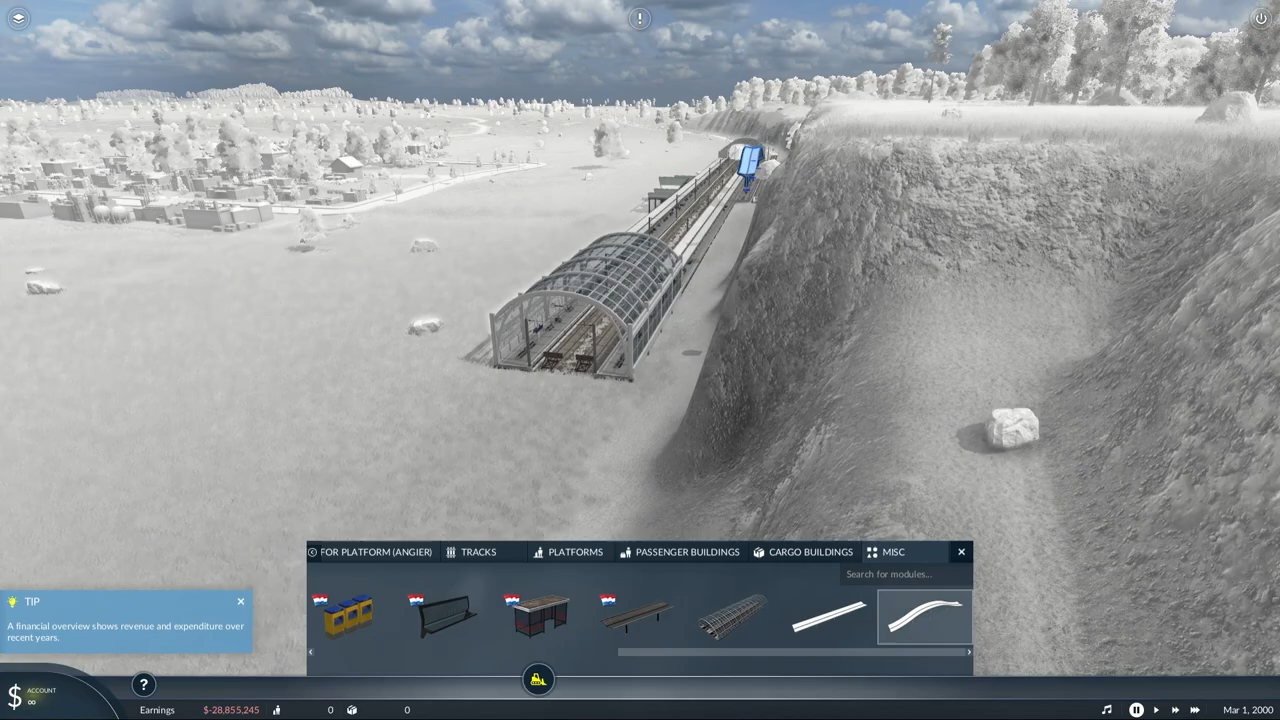 FOR PLATFORM (ANGIER)
TRACKS
PLATFORMS
PASSENGER BUILDINGS
CARGO BUILDINGS
MISC
Search for modules...
TIP
A financial overview shows revenue and expenditure over
recent years.
$ ACCOUNT
∞
?
Earnings
$-28,855,245
0
0
Mar 1, 2000